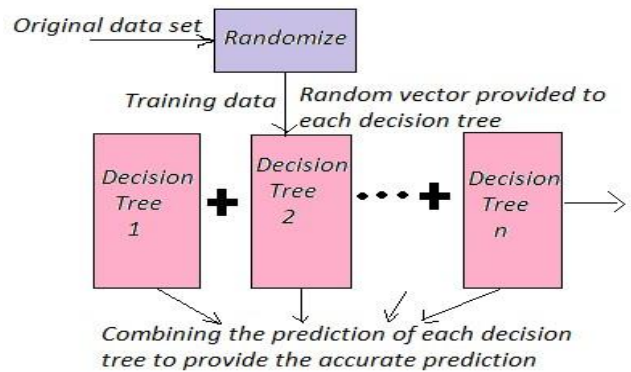 Original data set
Randomize
Training data
Random vector provided to
each decision tree
Decision
Tree
1
+
Decision
Tree
2
...
+
Decision
Tree
n
Combining the prediction of each decision
tree to provide the accurate prediction